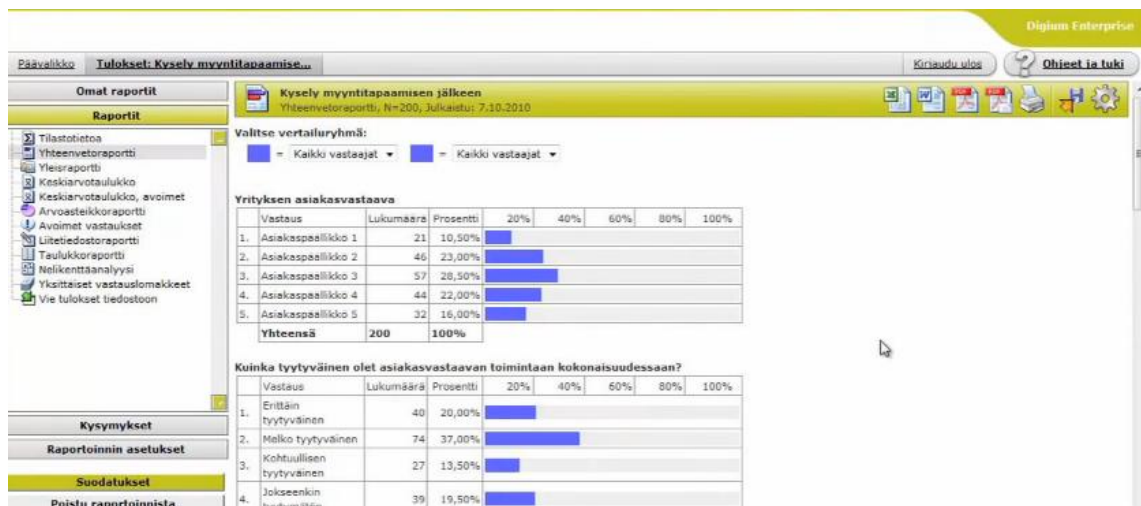 Digium Enterprise
Päävalikko Tulokset: Kysely myyntitapaamise... Kirjaudu ulos Ohjeet ja tuki
Omat raportit
Raportit
Tilastotietoa
Yhteenvetoraportti
Yleisraportti
Keskiarvotaulukko
Keskiarvotaulukko, avoimet
Arvoasteikkoraportti
Avoimet vastaukset
Liitetiedostoraportti
Taulukkoraportti
Nelikenttäanalyysi
Yksittäiset vastauslomakkeet
Vie tulokset tiedostoon
Kysymykset
Raportoinnin asetukset
Suodatukset
Poistu raportoinnista
Kysely myyntitapaamisen jälkeen
Yhteenvetoraportti, N=200, Julkaistu: 7.10.2010
Valitse vertailuryhmä:
= Kaikki vastaajat = Kaikki vastaajat
Yrityksen asiakasvastaava
Vastaus Lukumäärä Prosentti 20% 40% 60% 80% 100%
1. Asiakaspäällikkö 1 21 10,50%
2. Asiakaspäällikkö 2 46 23,00%
3. Asiakaspäällikkö 3 57 28,50%
4. Asiakaspäällikkö 4 44 22,00%
5. Asiakaspäällikkö 5 32 16,00%
Yhteensä 200 100%
Kuinka tyytyväinen olet asiakasvastaavan toimintaan kokonaisuudessaan?
Vastaus Lukumäärä Prosentti 20% 40% 60% 80% 100%
1. Erittäin tyytyväinen 40 20,00%
2. Melko tyytyväinen 74 37,00%
3. Kohtuullisen tyytyväinen 27 13,50%
4. Jokseenkin 39 19,50%